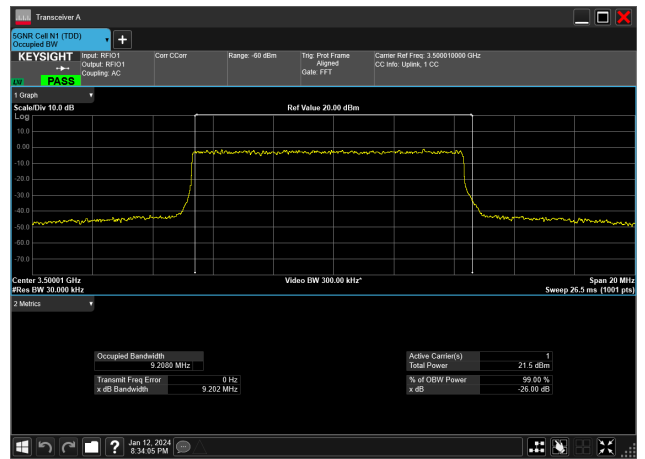 Transceiver A
5GNR Cell N1 (TDD)
Occupied BW
KEYSIGHT Input: RFIO1 Corr CCorr Range: -60 dBm Trig: Prot Frame Carrier Ref Freq: 3.500010000 GHz
Output: RFIO1 Aligned CC Info: Uplink, 1 CC
PASS Coupling: AC Gate: FFT
1 Graph
Scale/Div 10.0 dB Ref Value 20.00 dBm
Log
10.0
0.00
-10.0
-20.0
-30.0
-40.0
-50.0
-60.0
-70.0
Center 3.50001 GHz Video BW 300.00 kHz* Span 20 MHz
#Res BW 30.000 kHz Sweep 26.5 ms (1001 pts)
2 Metrics
Occupied Bandwidth Active Carrier(s) 1
9.2080 MHz Total Power 21.5 dBm
Transmit Freq Error 0 Hz % of OBW Power 99.00 %
x dB Bandwidth 9.202 MHz x dB -26.00 dB
Jan 12, 2024
8:34:05 PM